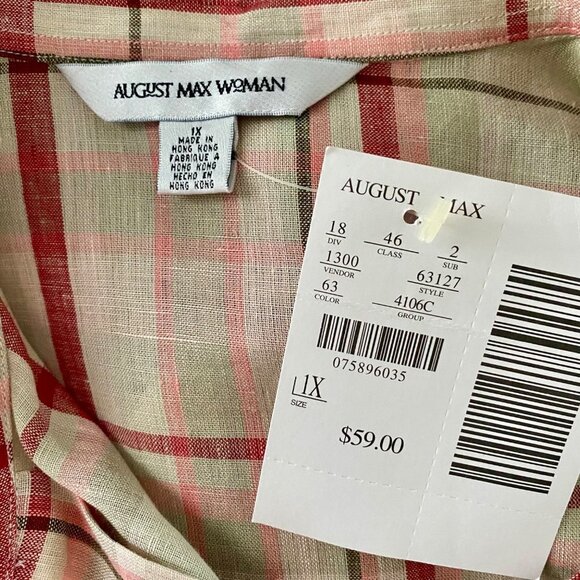 AUGUST MAX WOMAN
1X
MADE IN
HONG KONG
FABRIQUE A
HONG KONG
HECHO EN
HONG KONG
AUGUST MAX
18 46 2
DIV CLASS SUB
1300 63127
VENDOR STYLE
63 4106C
COLOR GROUP
075896035
1X
SIZE
$59.00